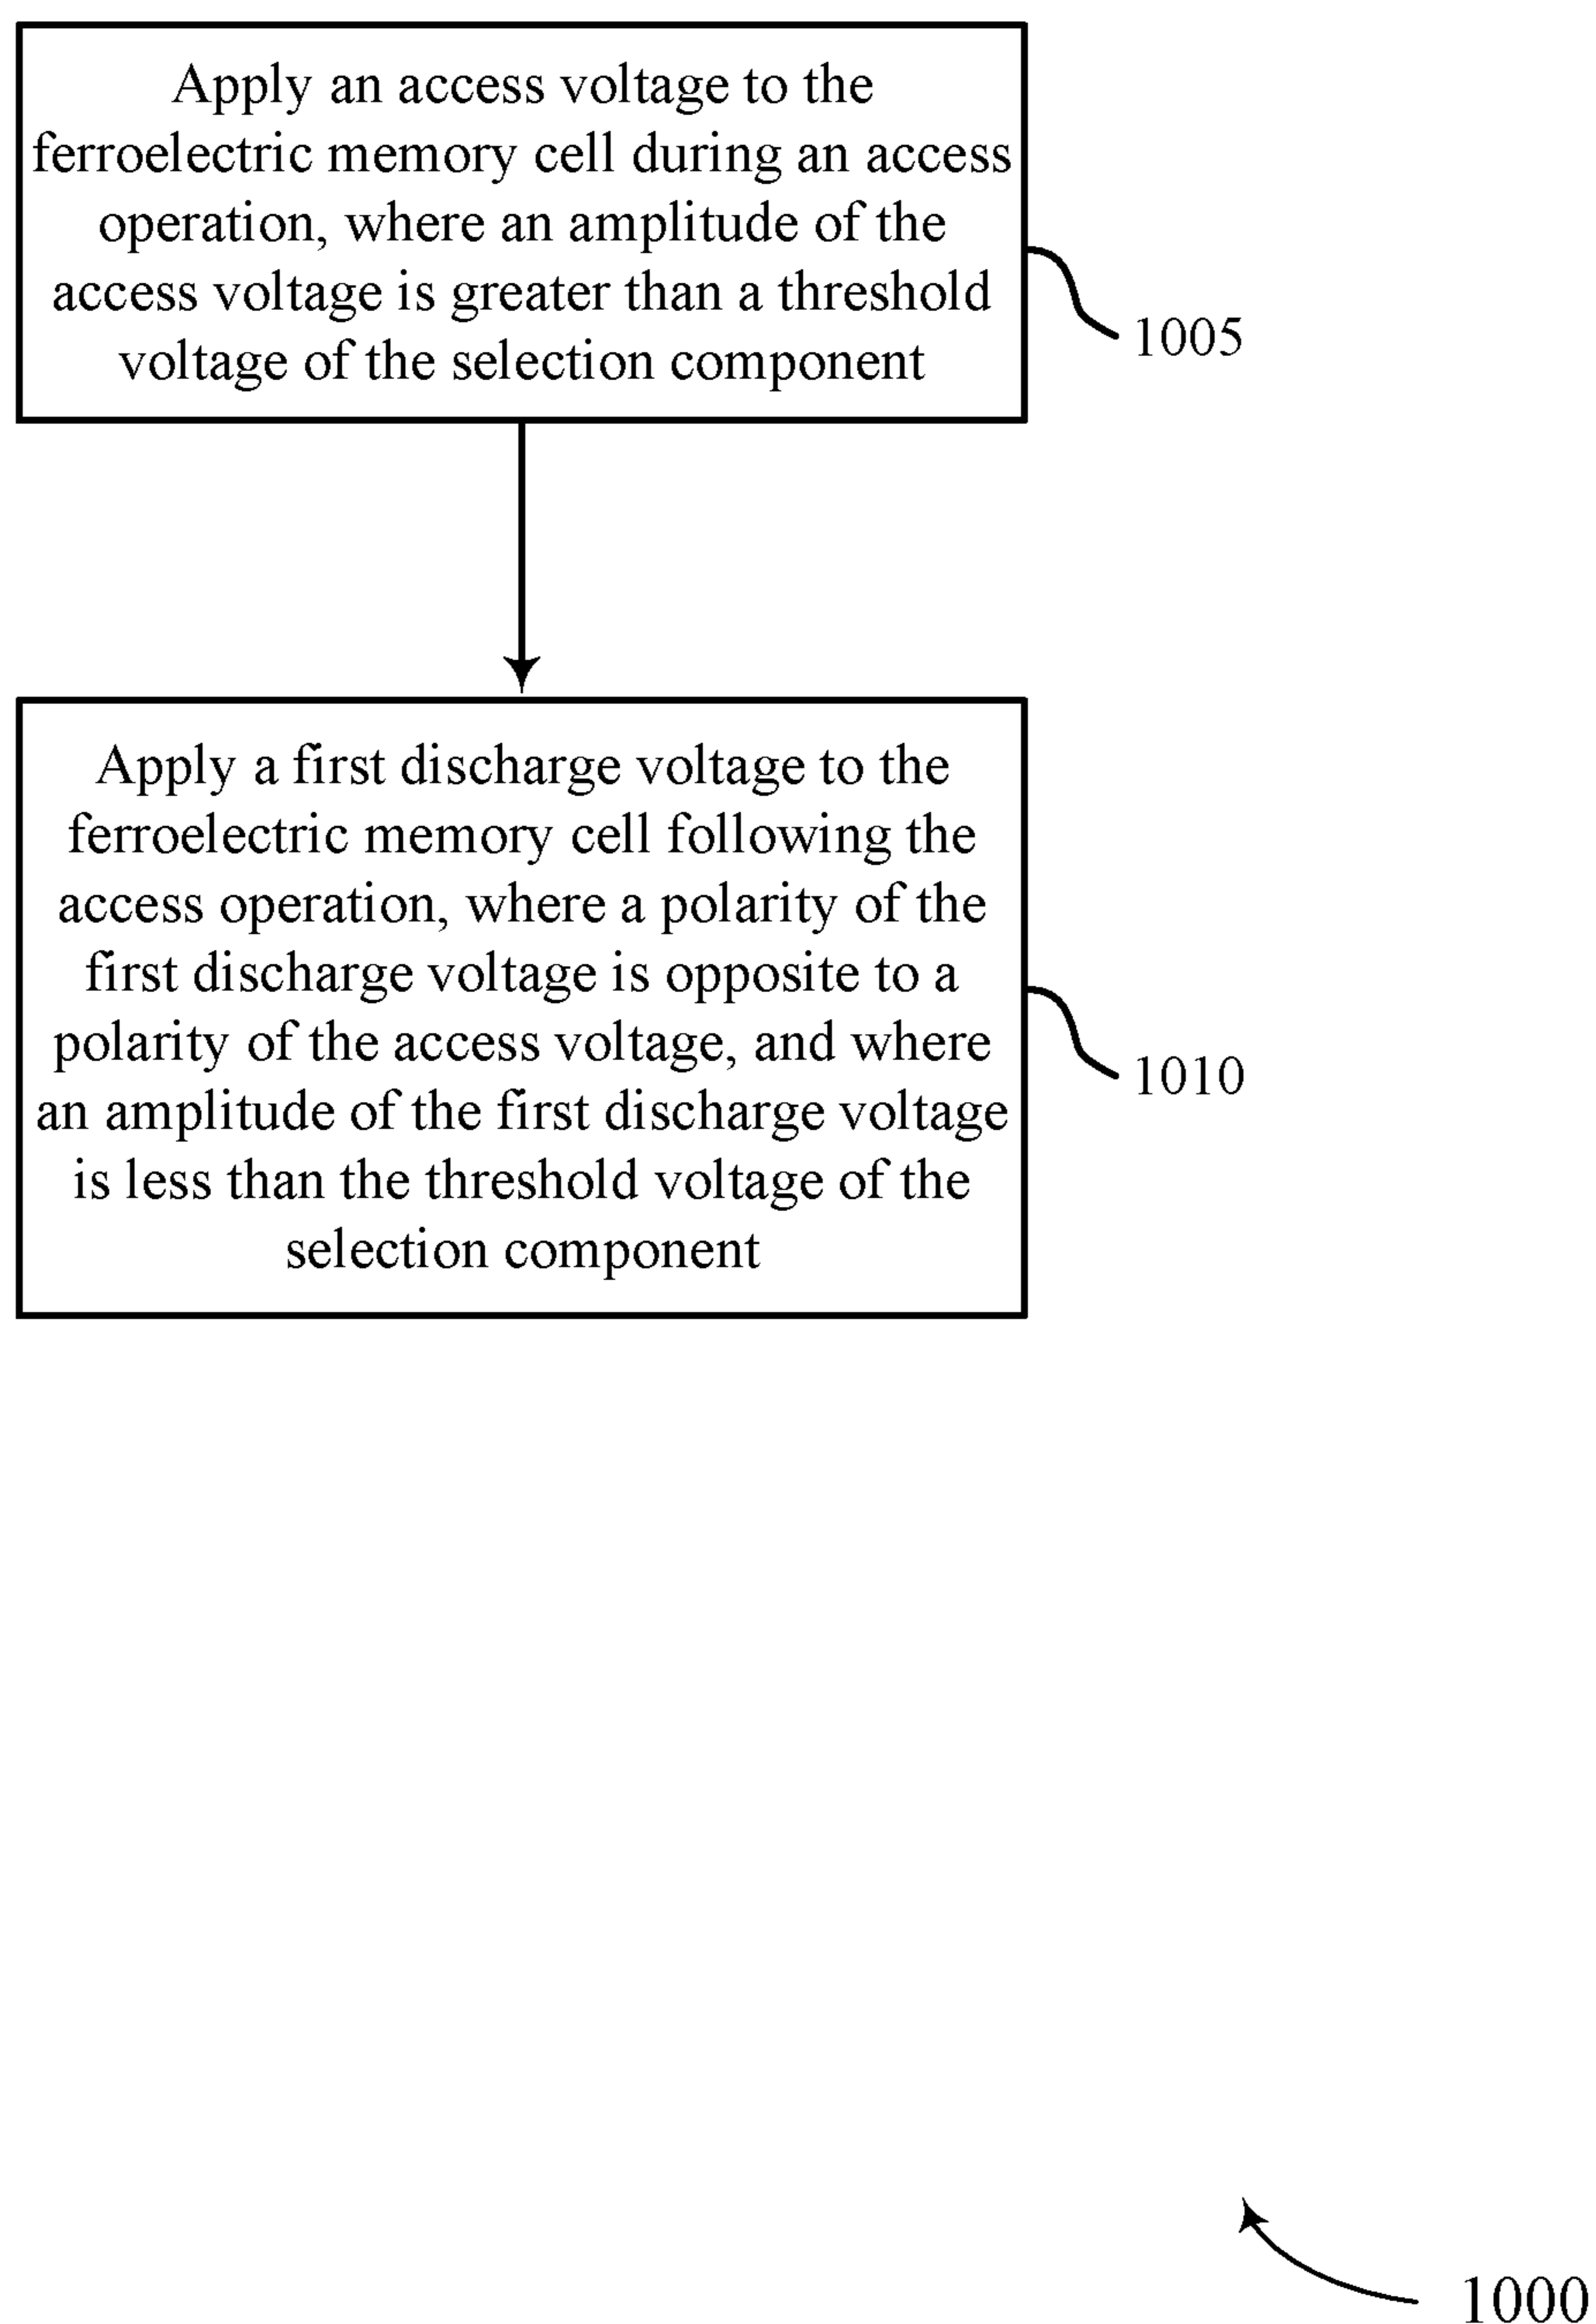 Apply an access voltage to the
ferroelectric memory cell during an access
operation, where an amplitude of the
access voltage is greater than a threshold
voltage of the selection component
1005
Apply a first discharge voltage to the
ferroelectric memory cell following the
access operation, where a polarity of the
first discharge voltage is opposite to a
polarity of the access voltage, and where
an amplitude of the first discharge voltage
is less than the threshold voltage of the
selection component
1010
1000